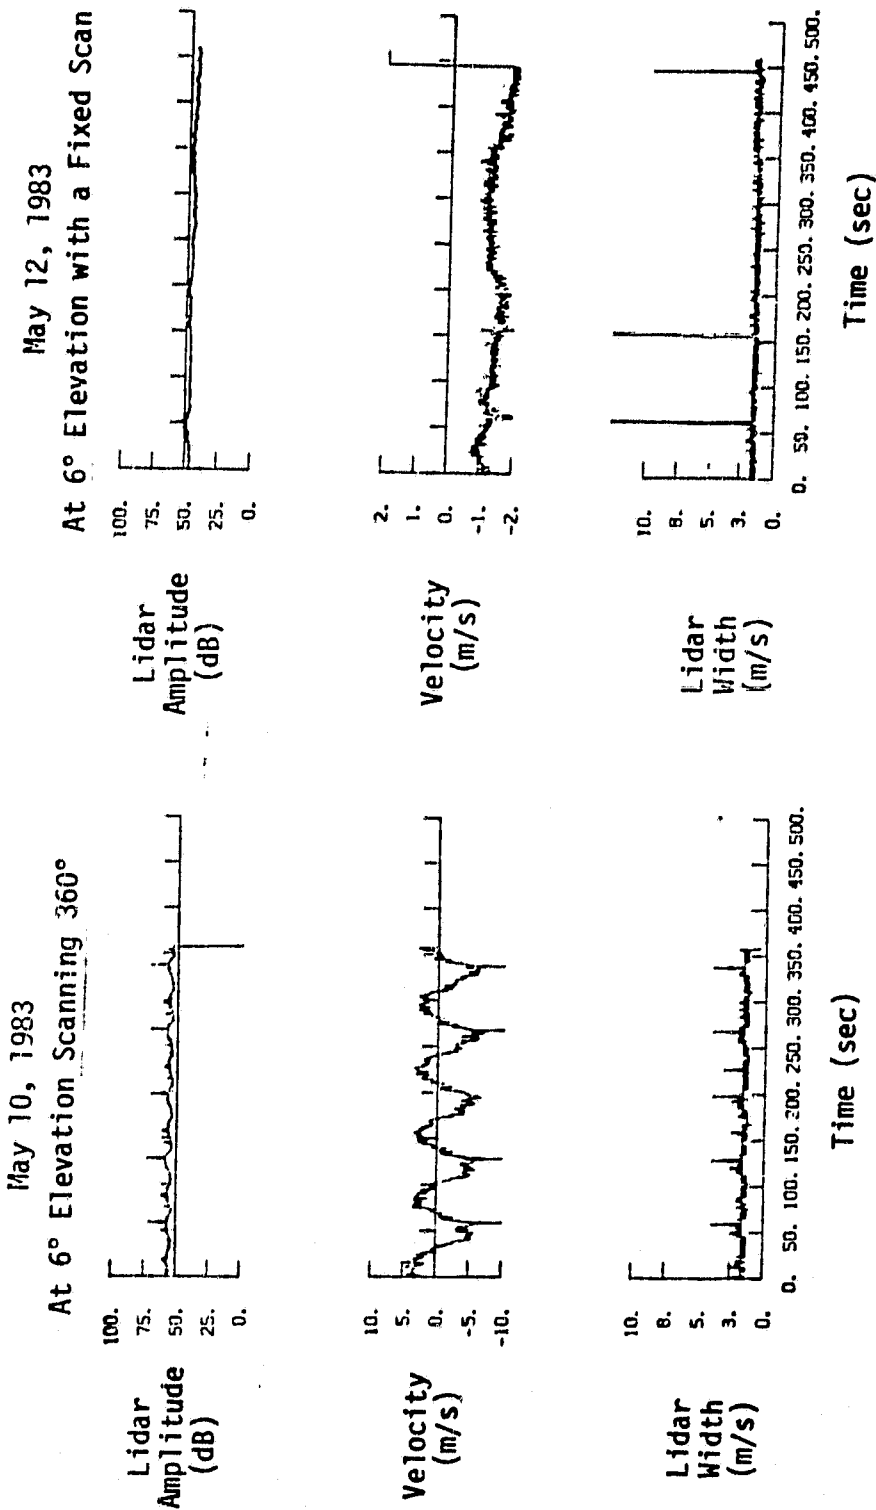 May 10, 1983
At 6° Elevation Scanning 360°
Lidar
Amplitude
(dB)
100.
75.
50.
25.
0.
Velocity
(m/s)
10.
5.
0.
-5.
-10.
Lidar
Width
(m/s)
10.
8.
5.
3.
0.
0. 50. 100. 150. 200. 250. 300. 350. 400. 450. 500.
Time (sec)
May 12, 1983
At 6° Elevation with a Fixed Scan
Lidar
Amplitude
(dB)
100.
75.
50.
25.
0.
Velocity
(m/s)
2.
1.
0.
-1.
-2.
Lidar
Width
(m/s)
10.
8.
5.
3.
0.
0. 50. 100. 150. 200. 250. 300. 350. 400. 450. 500.
Time (sec)